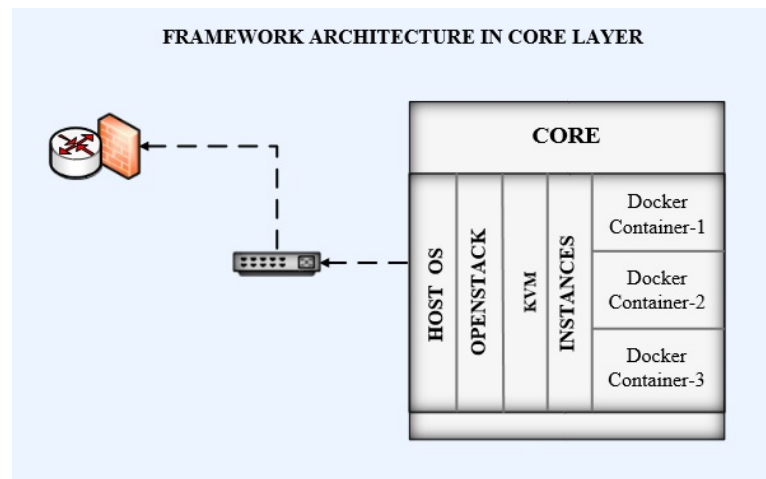 FRAMEWORK ARCHITECTURE IN CORE LAYER
CORE
HOST OS
OPENSTACK
KVM
INSTANCES
Docker
Container-1
Docker
Container-2
Docker
Container-3